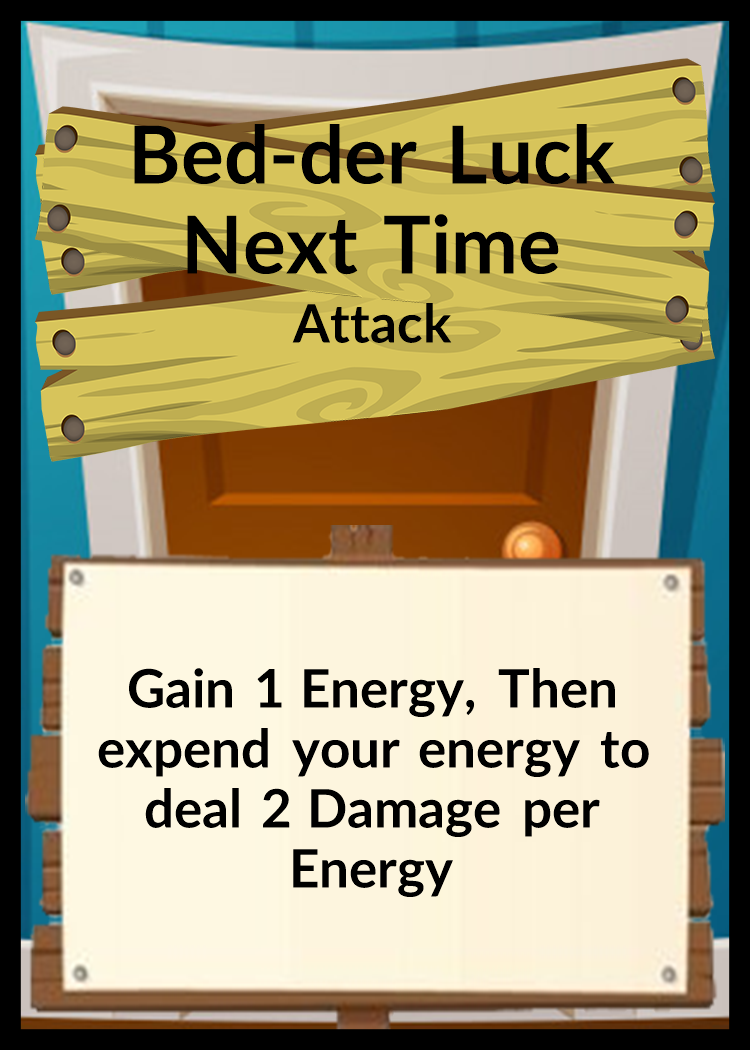 Bed-der Luck
Next Time
Attack
Gain 1 Energy, Then
expend your energy to
deal 2 Damage per
Energy